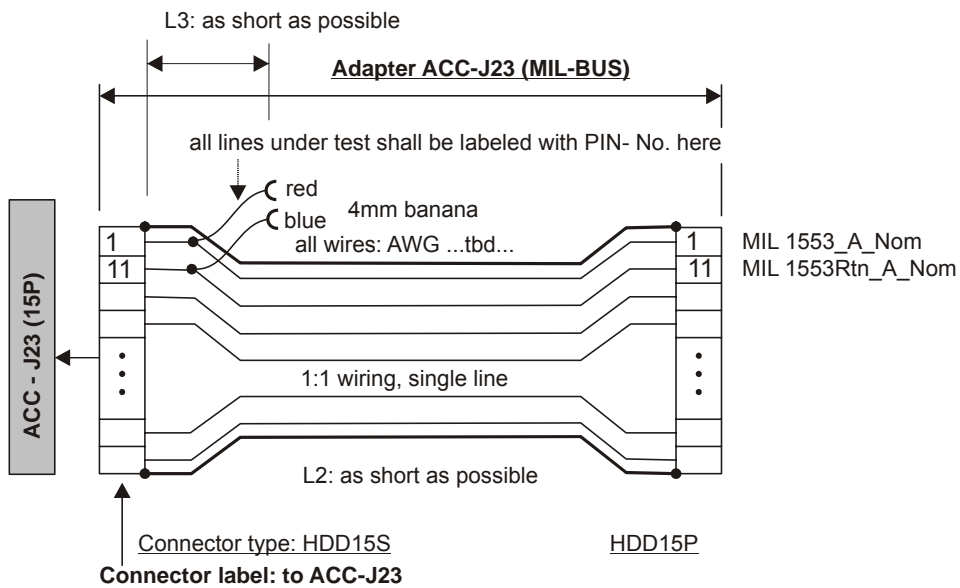 L3: as short as possible
Adapter ACC-J23 (MIL-BUS)
all lines under test shall be labeled with PIN- No. here
red
blue
4mm banana
all wires: AWG ...tbd...
1
11
1
11
MIL 1553_A_Nom
MIL 1553Rtn_A_Nom
ACC - J23 (15P)
1:1 wiring, single line
L2: as short as possible
Connector type: HDD15S
HDD15P
Connector label: to ACC-J23